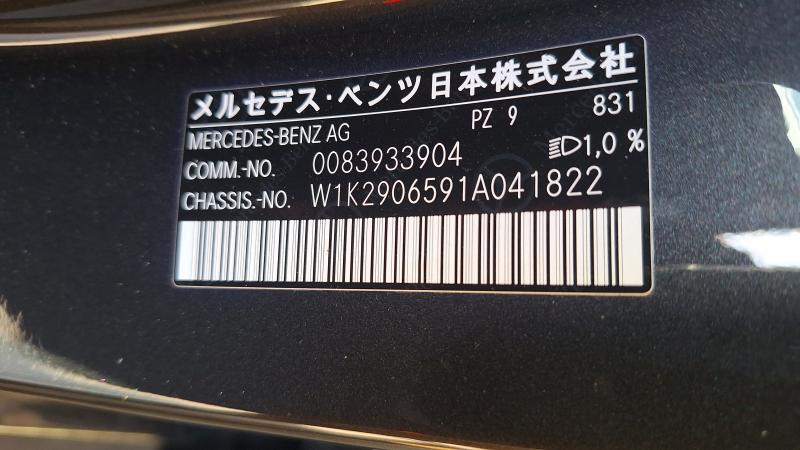 メルセデス・ベンツ日本株式会社
MERCEDES-BENZ AG PZ 9 831
COMM.-NO. 0083933904 1,0 %
CHASSIS.-NO. W1K2906591A041822